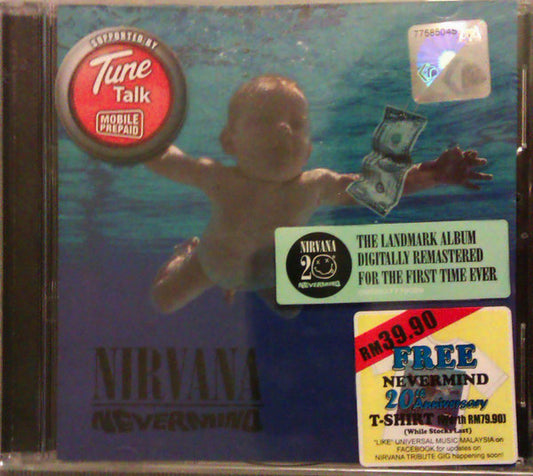 SUPPORTED BY
Tune
Talk
MOBILE
PREPAID
77585045
NIRVANA
20
NEVERMIND
THE LANDMARK ALBUM
DIGITALLY REMASTERED
FOR THE FIRST TIME EVER
NIRVANA
NEVERMIND
RM39.90
FREE
NEVERMIND
20th Anniversary
T-SHIRT (Worth RM79.90)
(While Stocks Last)
"LIKE" UNIVERSAL MUSIC MALAYSIA on
FACEBOOK for updates on
NIRVANA TRIBUTE GIG happening soon!